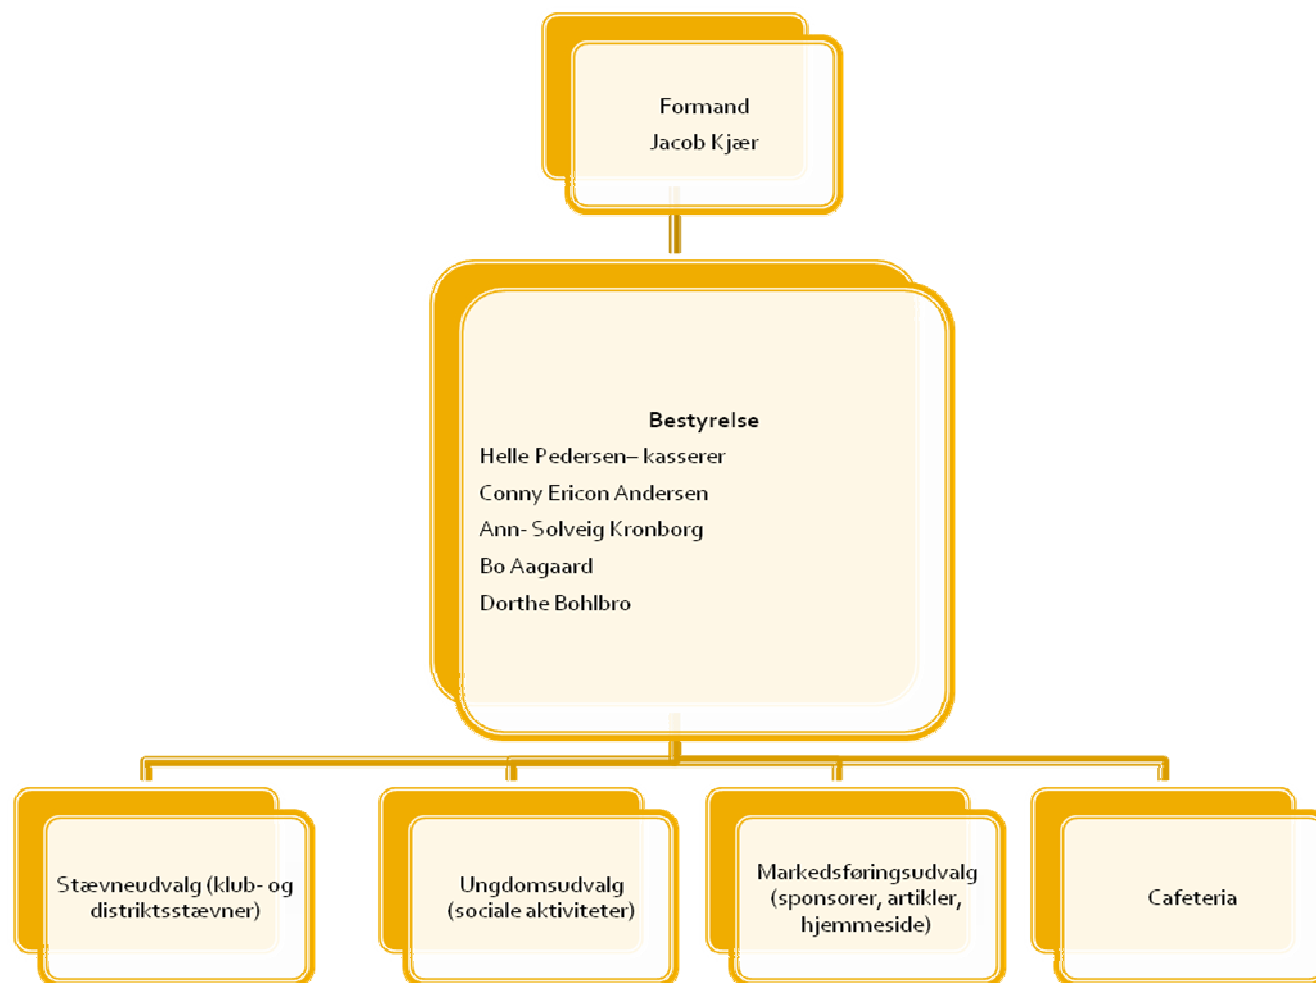 Formand
Jacob Kjær
Bestyrelse
Helle Pedersen– kasserer
Conny Ericon Andersen
Ann- Solveig Kronborg
Bo Aagaard
Dorthe Bohlbro
Stævneudvalg (klub- og
distriktsstævner)
Ungdomsudvalg
(sociale aktiviteter)
Markedsføringsudvalg
(sponsorer, artikler,
hjemmeside)
Cafeteria